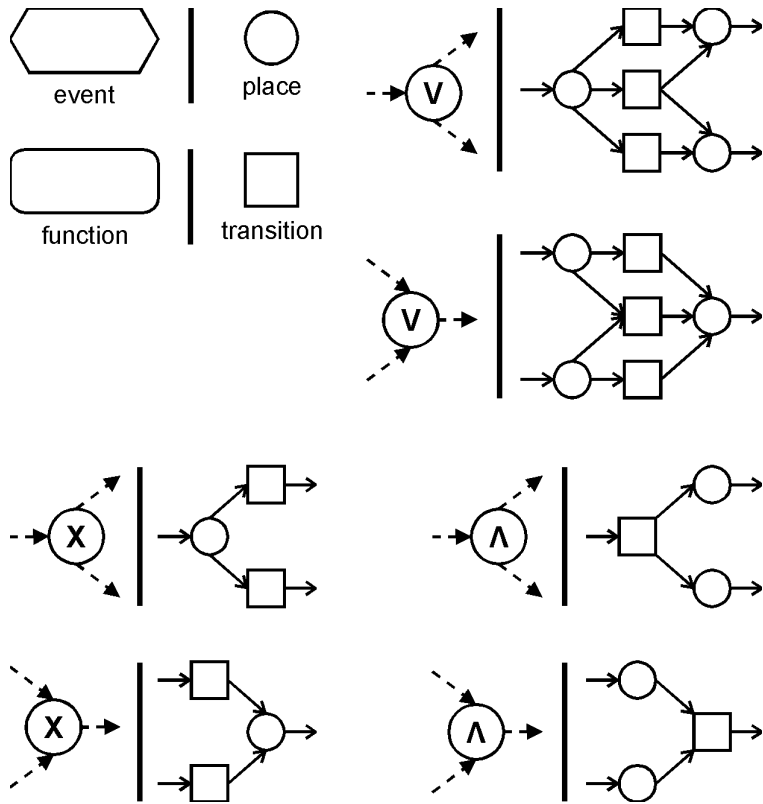 event
place
function
transition
V
V
X
Λ
X
Λ